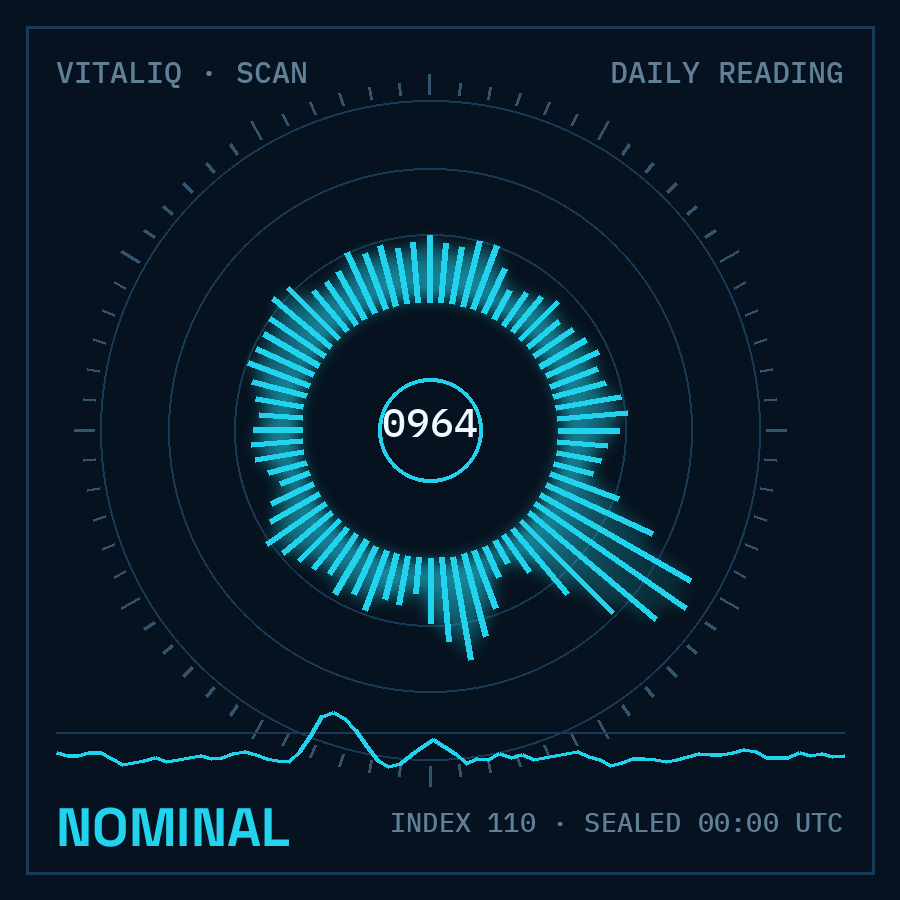 VITALIQ · SCAN
DAILY READING
0964
NOMINAL
INDEX 110 · SEALED 00:00 UTC